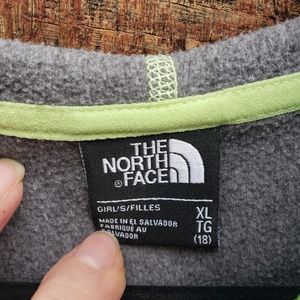 THE
NORTH
FACE
®
GIRL'S/FILLES
XL
TG
(18)
MADE IN EL SALVADOR
FABRIQUE AU
SALVADOR